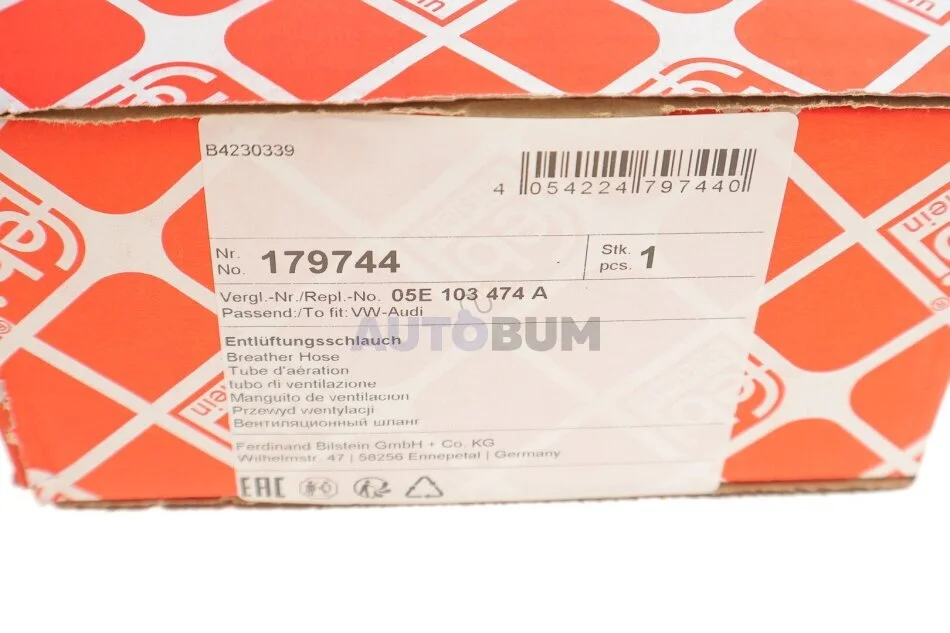 B4230339
4 054224 797440
Nr.
No. 179744
Stk.
pcs. 1
Vergl.-Nr./Repl.-No. 05E 103 474 A
Passend:/To fit: VW-Audi
AUTOBUM
Entlüftungsschlauch
Breather Hose
Tube d'aération
Tubo di ventilazione
Manguito de ventilación
Przewyd wentylacji
Вентиляционный шланг
Ferdinand Bilstein GmbH + Co. KG
Wilhelmstr. 47 | 58256 Ennepetal | Germany
EAC